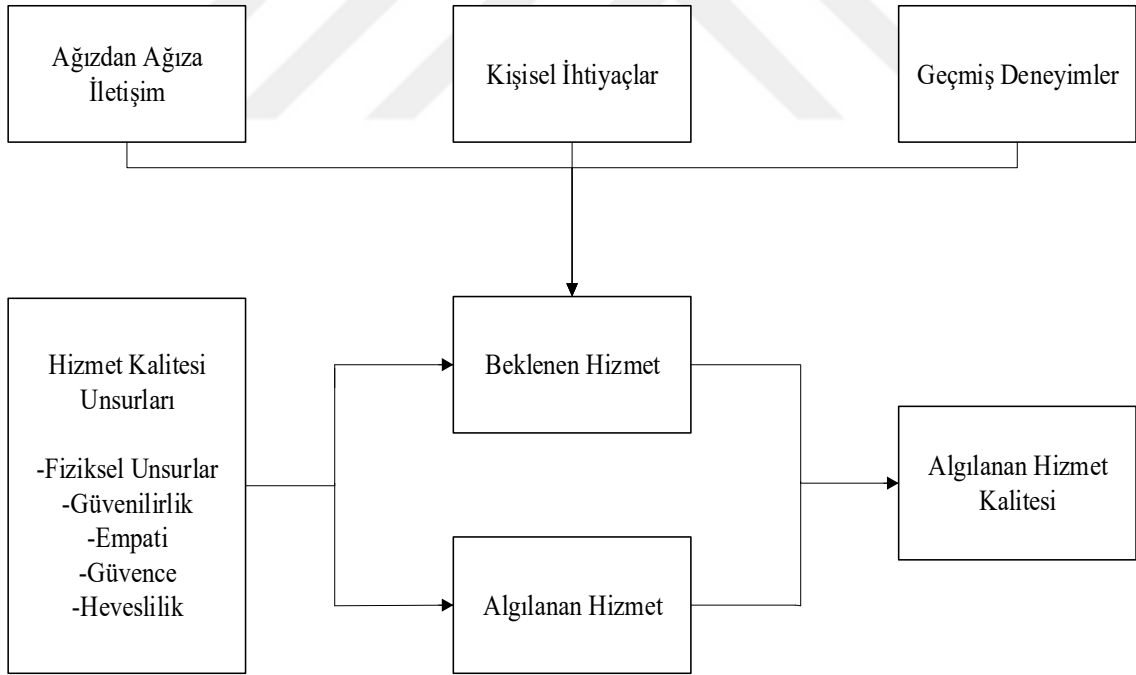 Ağızdan Ağıza
İletişim
Kişisel İhtiyaçlar
Geçmiş Deneyimler
Hizmet Kalitesi
Unsurları
-Fiziksel Unsurlar
-Güvenilirlik
-Empati
-Güvence
-Heveslilik
Beklenen Hizmet
Algılanan Hizmet
Algılanan Hizmet
Kalitesi